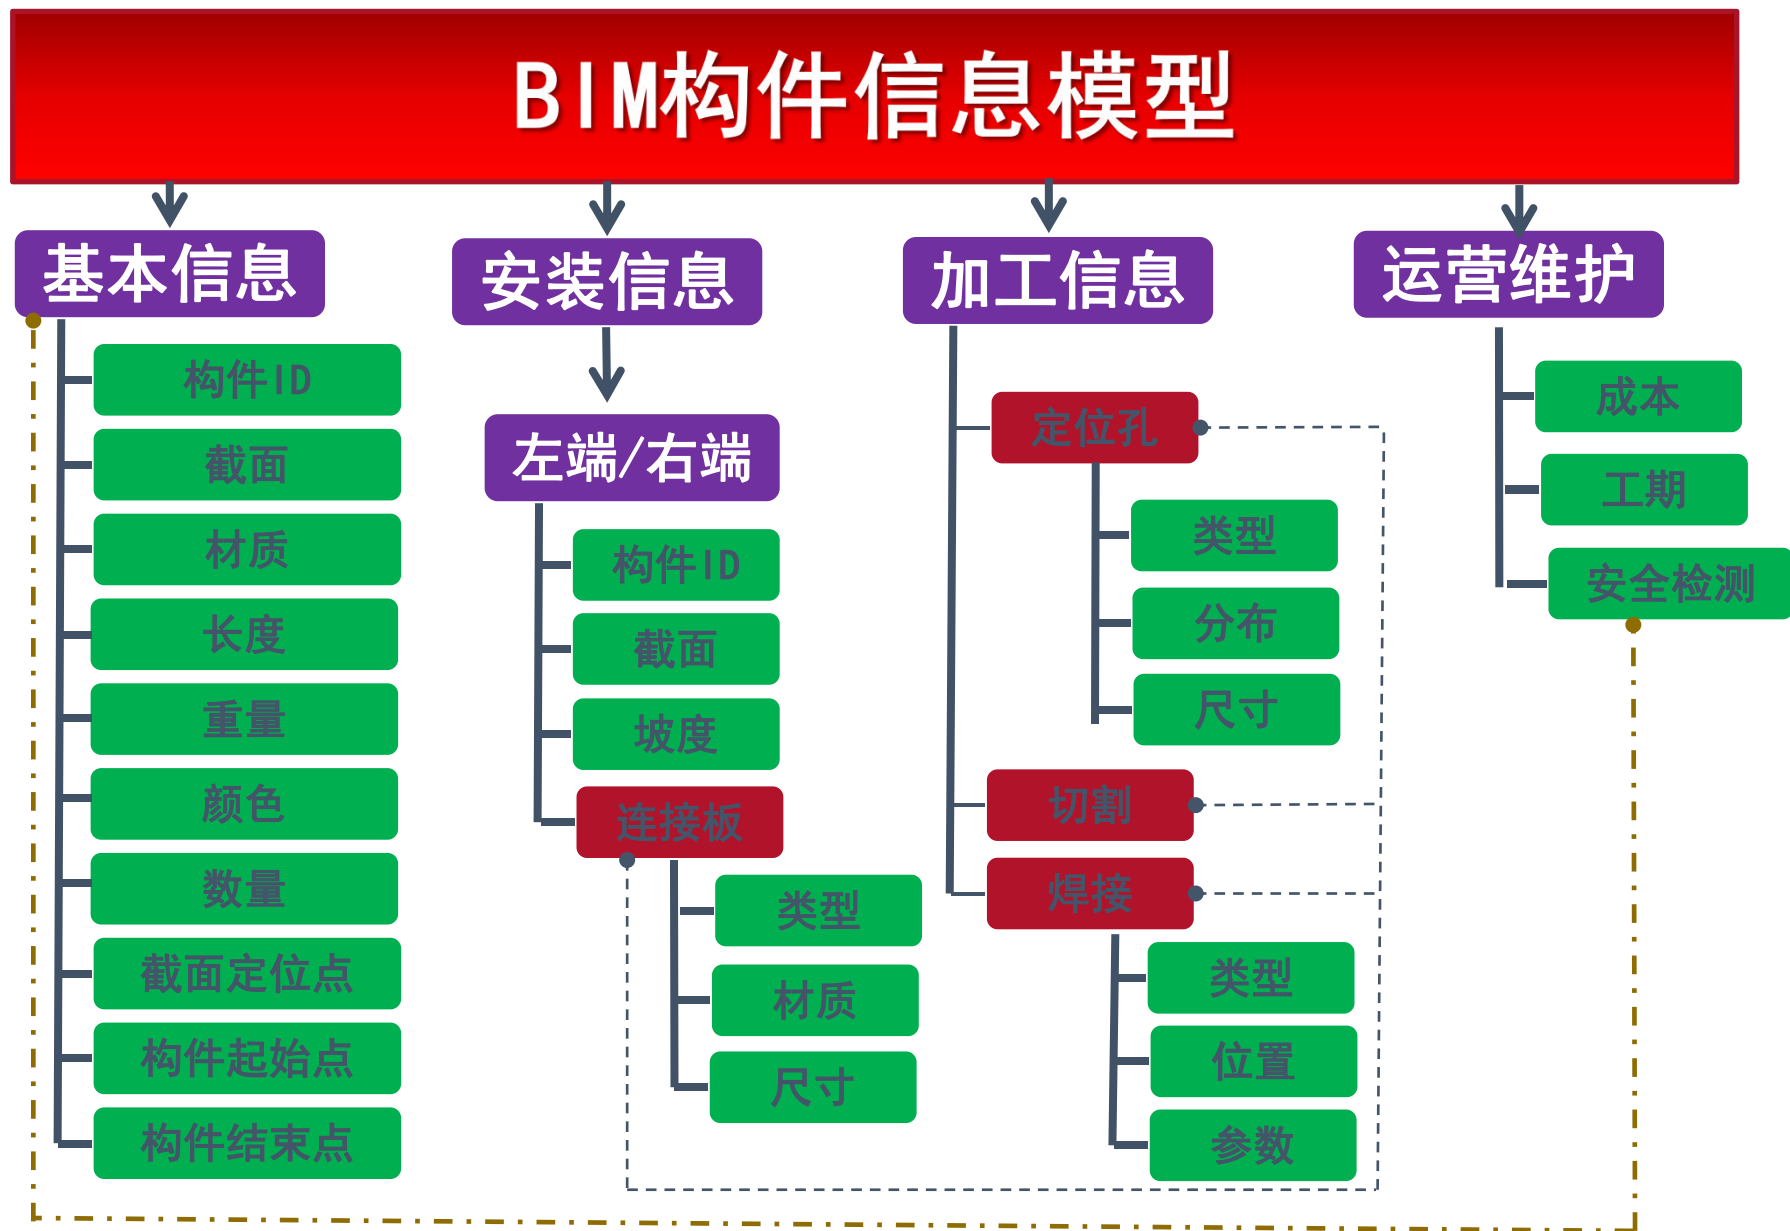 BIM构件信息模型
基本信息
构件ID
截面
材质
长度
重量
颜色
数量
截面定位点
构件起始点
构件结束点
安装信息
左端/右端
构件ID
截面
坡度
连接板
类型
材质
尺寸
加工信息
定位孔
类型
分布
尺寸
切割
焊接
类型
位置
参数
运营维护
成本
工期
安全检测